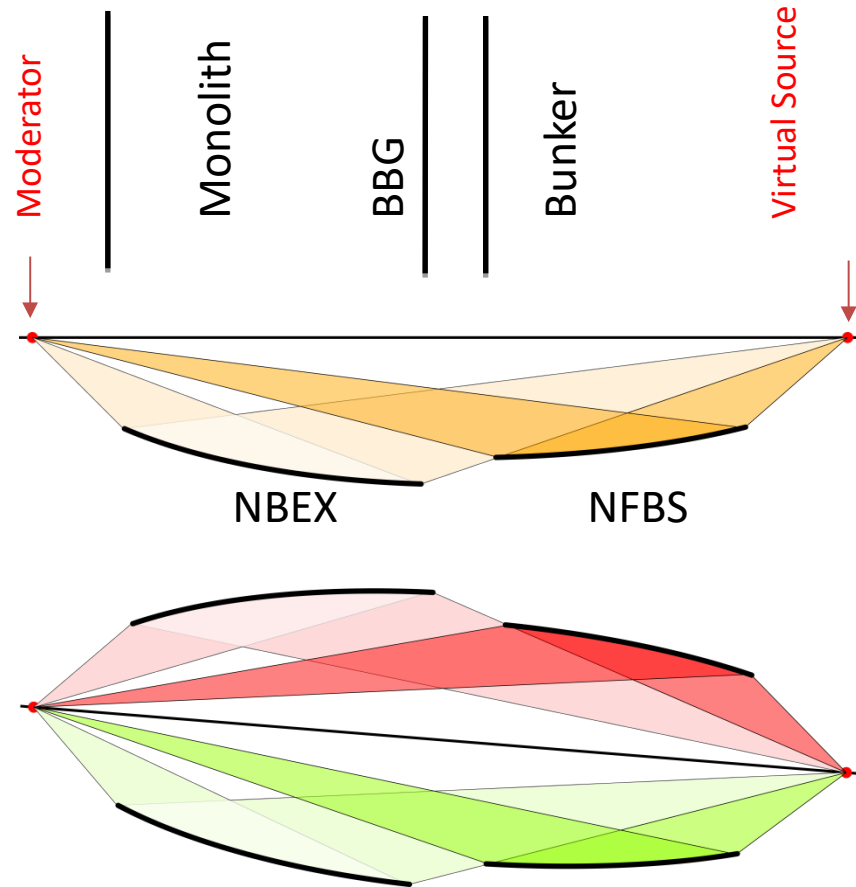 Moderator
Monolith
BBG
Bunker
Virtual Source
NBEX
NFBS